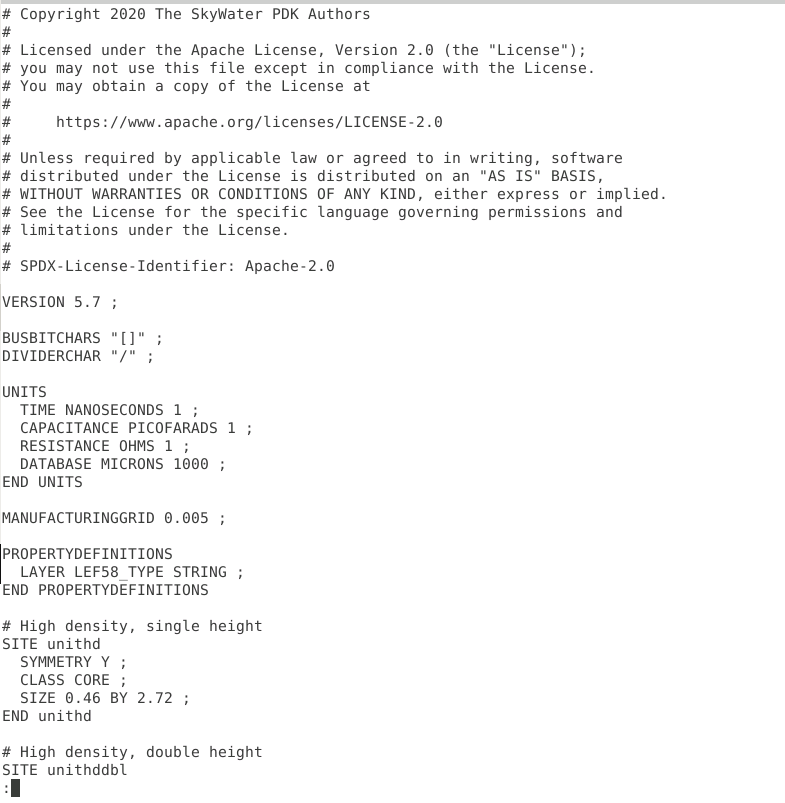 # Copyright 2020 The SkyWater PDK Authors
#
# Licensed under the Apache License, Version 2.0 (the "License");
# you may not use this file except in compliance with the License.
# You may obtain a copy of the License at
#
#     https://www.apache.org/licenses/LICENSE-2.0
#
# Unless required by applicable law or agreed to in writing, software
# distributed under the License is distributed on an "AS IS" BASIS,
# WITHOUT WARRANTIES OR CONDITIONS OF ANY KIND, either express or implied.
# See the License for the specific language governing permissions and
# limitations under the License.
#
# SPDX-License-Identifier: Apache-2.0

VERSION 5.7 ;

BUSBITCHARS "[]" ;
DIVIDERCHAR "/" ;

UNITS
  TIME NANOSECONDS 1 ;
  CAPACITANCE PICOFARADS 1 ;
  RESISTANCE OHMS 1 ;
  DATABASE MICRONS 1000 ;
END UNITS

MANUFACTURINGGRID 0.005 ;

PROPERTYDEFINITIONS
  LAYER LEF58_TYPE STRING ;
END PROPERTYDEFINITIONS

# High density, single height
SITE unithd
  SYMMETRY Y ;
  CLASS CORE ;
  SIZE 0.46 BY 2.72 ;
END unithd

# High density, double height
SITE unithddbl
: